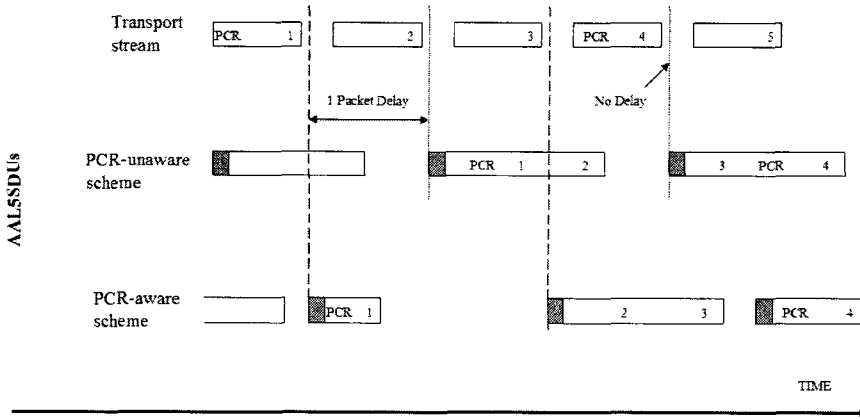 Transport
stream
PCR 1
2
3
PCR 4
5
1 Packet Delay
No Delay
AAL5SDUs
PCR-unaware
scheme
PCR 1 2
3 PCR 4
PCR-aware
scheme
PCR 1
2 3
PCR 4
TIME